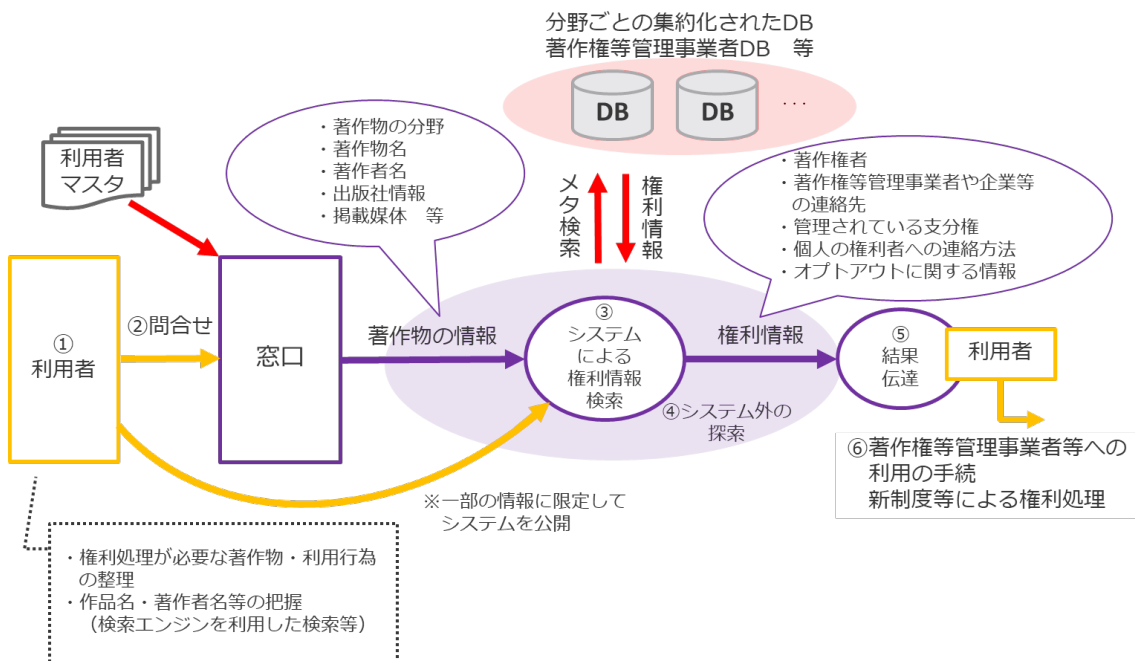 分野ごとの集約化されたDB
著作権等管理事業者DB 等
DB
DB
・・・
利用者
マスタ
・著作物の分野
・著作物名
・著作者名
・出版社情報
・掲載媒体 等
メタ検索
権利情報
・著作権者
・著作権等管理事業者や企業等
の連絡先
・管理されている支分権
・個人の権利者への連絡方法
・オプトアウトに関する情報
①
利用者
②問合せ
窓口
著作物の情報
③
システム
による
権利情報
検索
権利情報
④システム外の
探索
⑤
結果
伝達
利用者
⑥著作権等管理事業者等への
利用の手続
新制度等による権利処理
※一部の情報に限定して
システムを公開
・権利処理が必要な著作物・利用行為
の整理
・作品名・著作者名等の把握
（検索エンジンを利用した検索等）